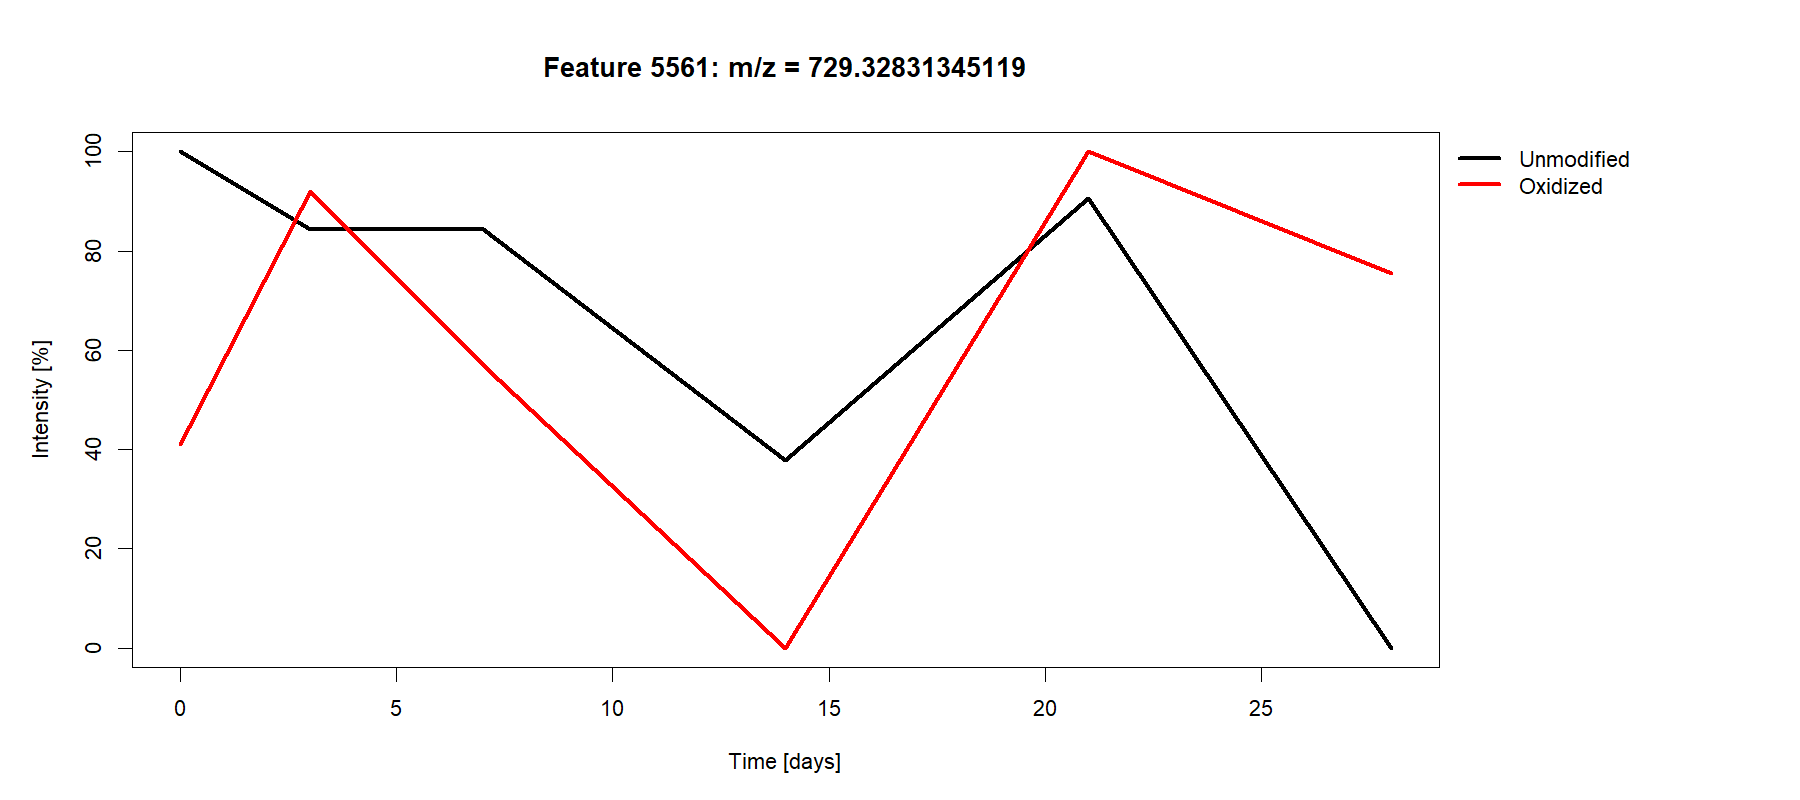 Feature 5561: m/z = 729.32831345119
Unmodified
Oxidized
100
80
60
40
20
0
Intensity [%]
0 5 10 15 20 25
Time [days]